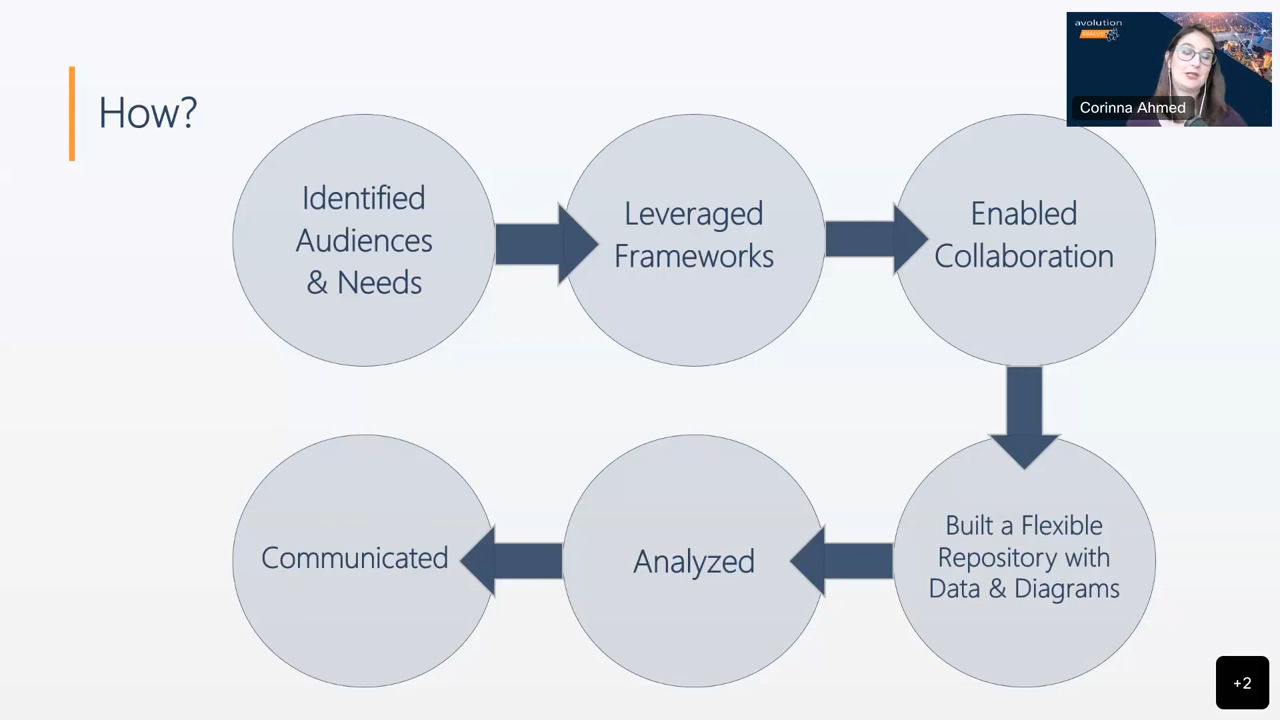 avolution
Corinna Ahmed
How?
Identified
Audiences
& Needs
Leveraged
Frameworks
Enabled
Collaboration
Built a Flexible
Repository with
Data & Diagrams
Analyzed
Communicated
+2